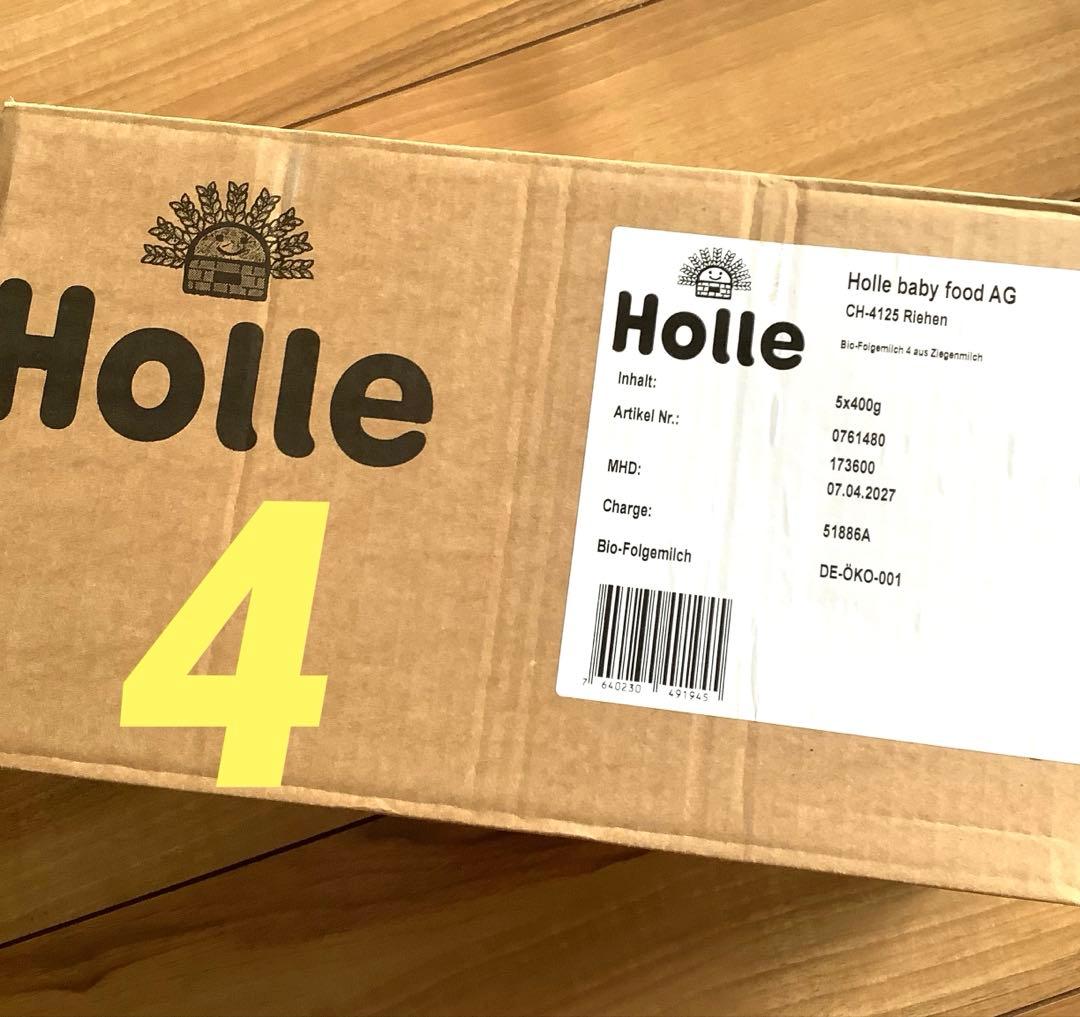 Holle
4
Holle
Holle baby food AG
CH-4125 Riehen
Bio-Folgemilch 4 aus Ziegenmilch
Inhalt: 5x400g
Artikel Nr.: 0761480
173600
MHD: 07.04.2027
Charge: 51886A
Bio-Folgemilch DE-ÖKO-001
7 640230 491945